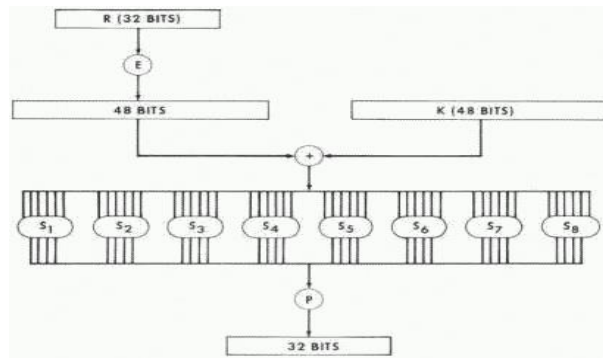 R (32 BITS)
E
48 BITS
K (48 BITS)
+
S1 S2 S3 S4 S5 S6 S7 S8
P
32 BITS